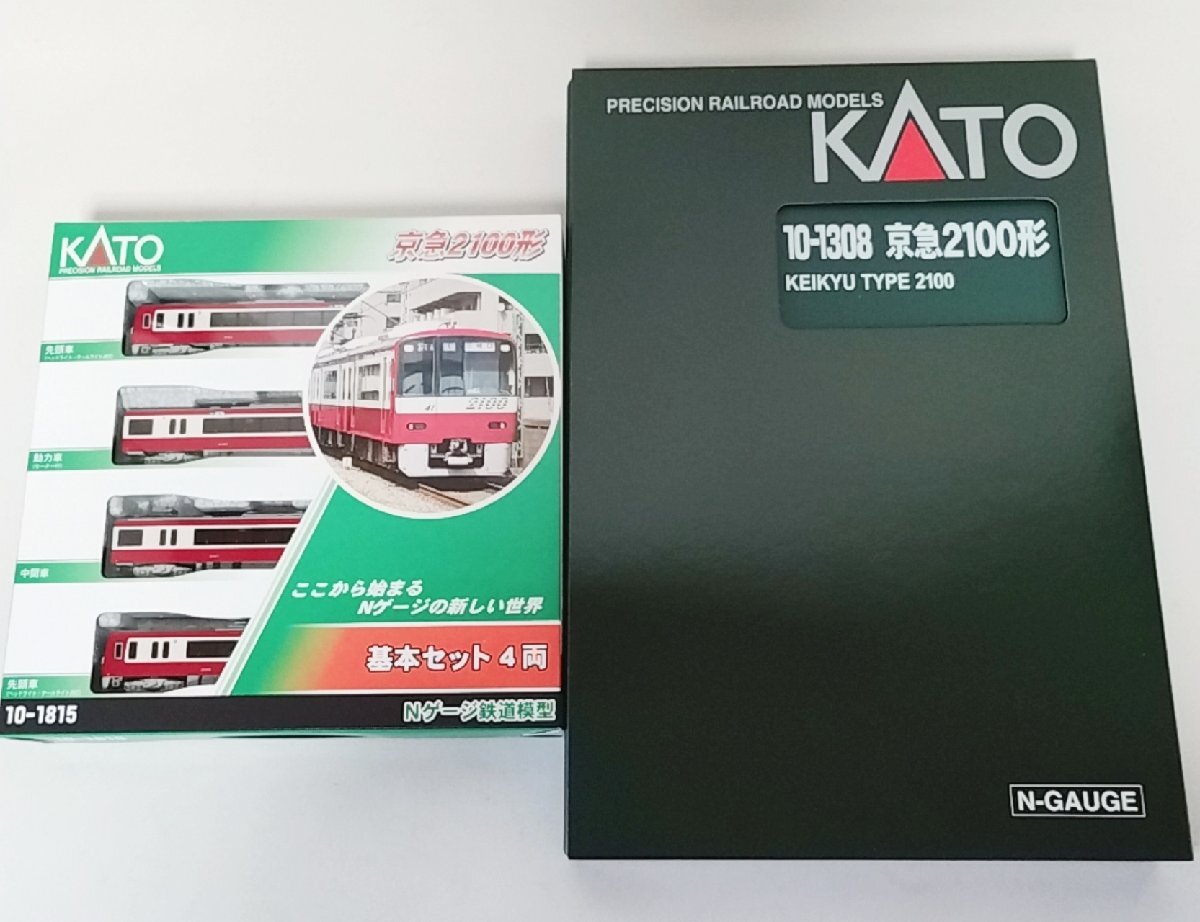 KATO
PRECISION RAILROAD MODELS
京急2100形
先頭車
動力車
中間車
先頭車
2100
ここから始まる
Nゲージの新しい世界
基本セット4両
10-1815
Nゲージ鉄道模型
PRECISION RAILROAD MODELS
KATO
10-1308 京急2100形
KEIKYU TYPE 2100
N-GAUGE